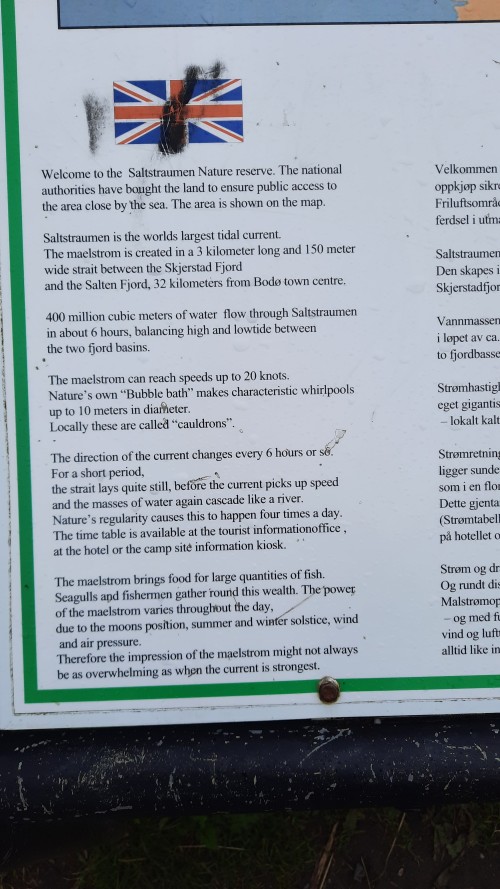 Welcome to the Saltstraumen Nature reserve. The national
authorities have bought the land to ensure public access to
the area close by the sea. The area is shown on the map.
Saltstraumen is the worlds largest tidal current.
The maelstrom is created in a 3 kilometer long and 150 meter
wide strait between the Skjerstad Fjord
and the Salten Fjord, 32 kilometers from Bodø town centre.
400 million cubic meters of water flow through Saltstraumen
in about 6 hours, balancing high and lowtide between
the two fjord basins.
The maelstrom can reach speeds up to 20 knots.
Nature's own “Bubble bath” makes characteristic whirlpools
up to 10 meters in diameter.
Locally these are called “cauldrons”.
The direction of the current changes every 6 hours or so.
For a short period,
the strait lays quite still, before the current picks up speed
and the masses of water again cascade like a river.
Nature's regularity causes this to happen four times a day.
The time table is available at the tourist informationoffice ,
at the hotel or the camp site information kiosk.
The maelstrom brings food for large quantities of fish.
Seagulls and fishermen gather round this wealth. The power
of the maelstrom varies throughout the day,
due to the moons position, summer and winter solstice, wind
and air pressure.
Therefore the impression of the maelstrom might not always
be as overwhelming as when the current is strongest.
Velkommen
oppkjøp sikre
Friluftsområ
ferdsel i utma
Saltstraumen
Den skapes i
Skjerstadfjor
Vannmassen
i løpet av ca.
to fjordbasse
Strømhastigh
eget gigantis
– lokalt kalt
Strømretning
ligger sunde
som i en flo
Dette gjenta
(Strømtabell
på hotellet o
Strøm og dr
Og rundt dis
Malstrømop
– og med fu
vind og luft
alltid like in